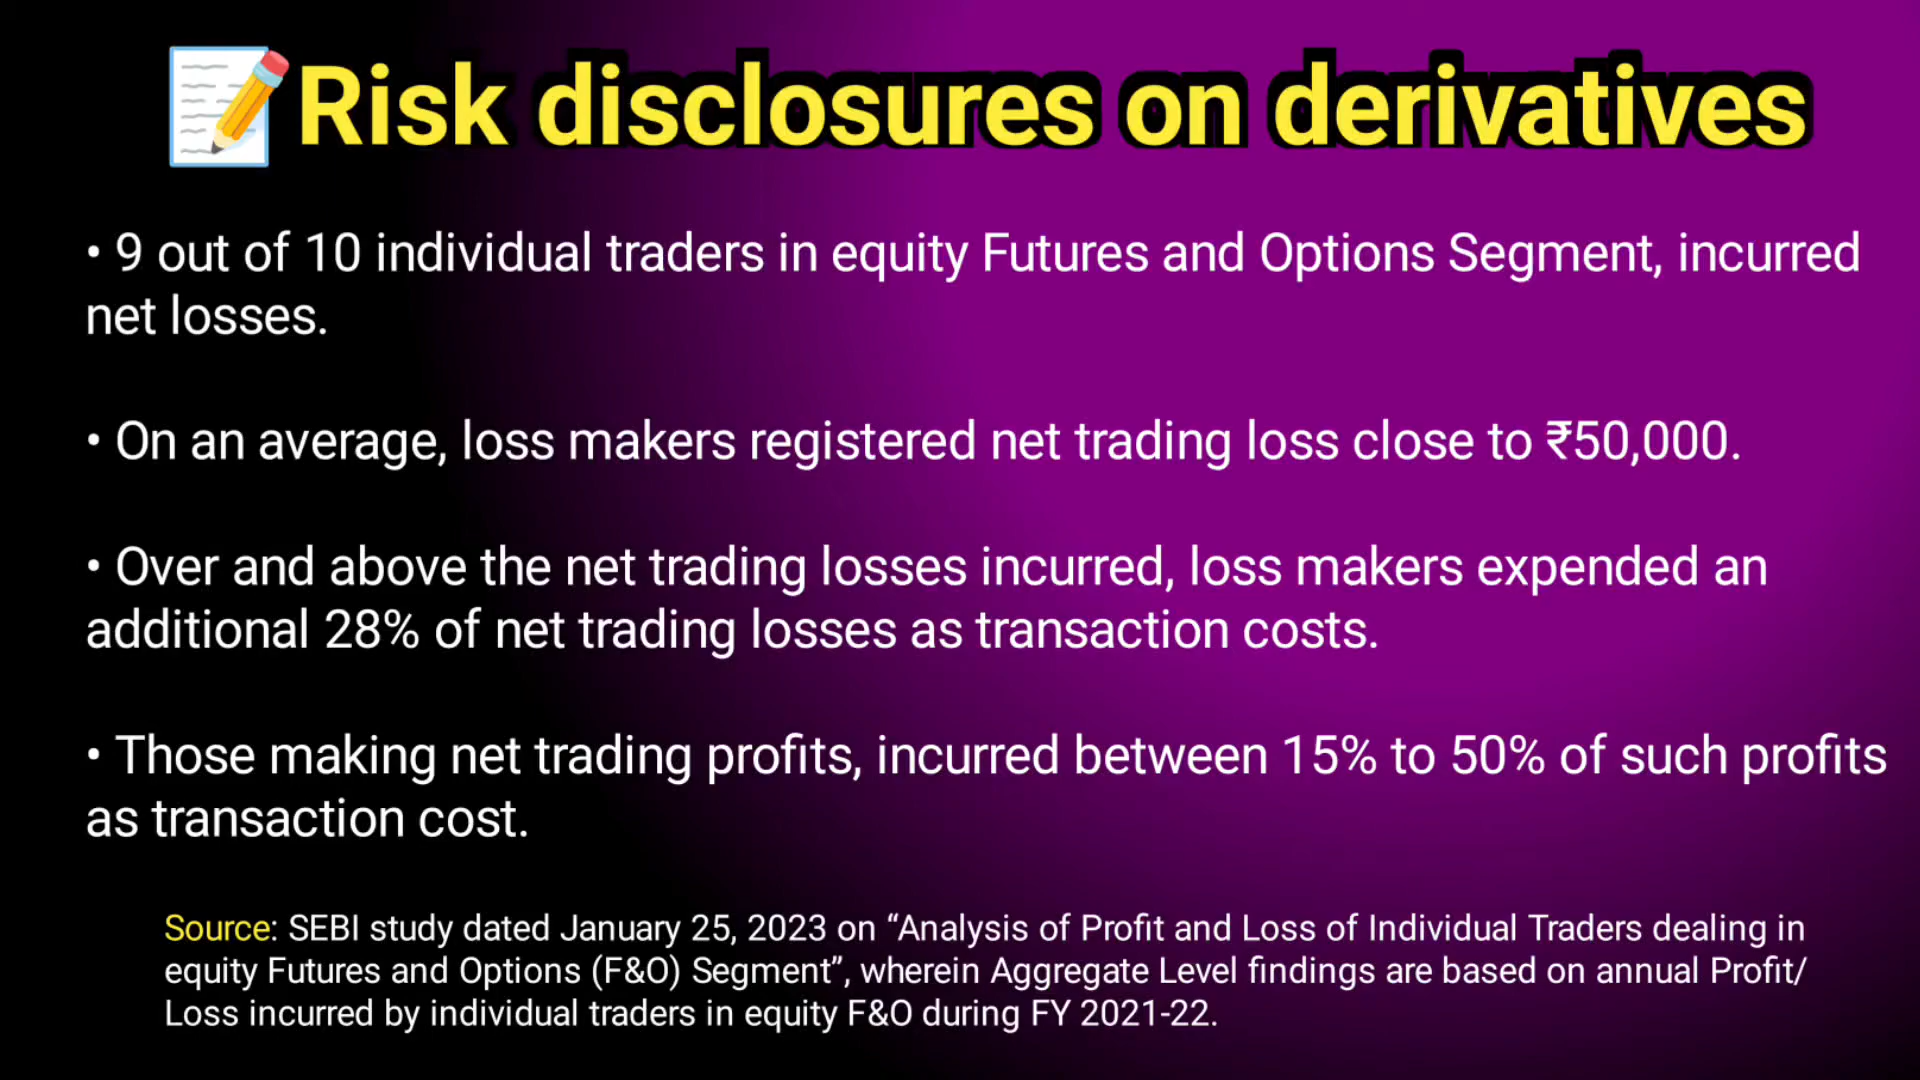 Risk disclosures on derivatives
• 9 out of 10 individual traders in equity Futures and Options Segment, incurred
net losses.
• On an average, loss makers registered net trading loss close to ₹50,000.
• Over and above the net trading losses incurred, loss makers expended an
additional 28% of net trading losses as transaction costs.
• Those making net trading profits, incurred between 15% to 50% of such profits
as transaction cost.
Source: SEBI study dated January 25, 2023 on “Analysis of Profit and Loss of Individual Traders dealing in
equity Futures and Options (F&O) Segment”, wherein Aggregate Level findings are based on annual Profit/
Loss incurred by individual traders in equity F&O during FY 2021-22.